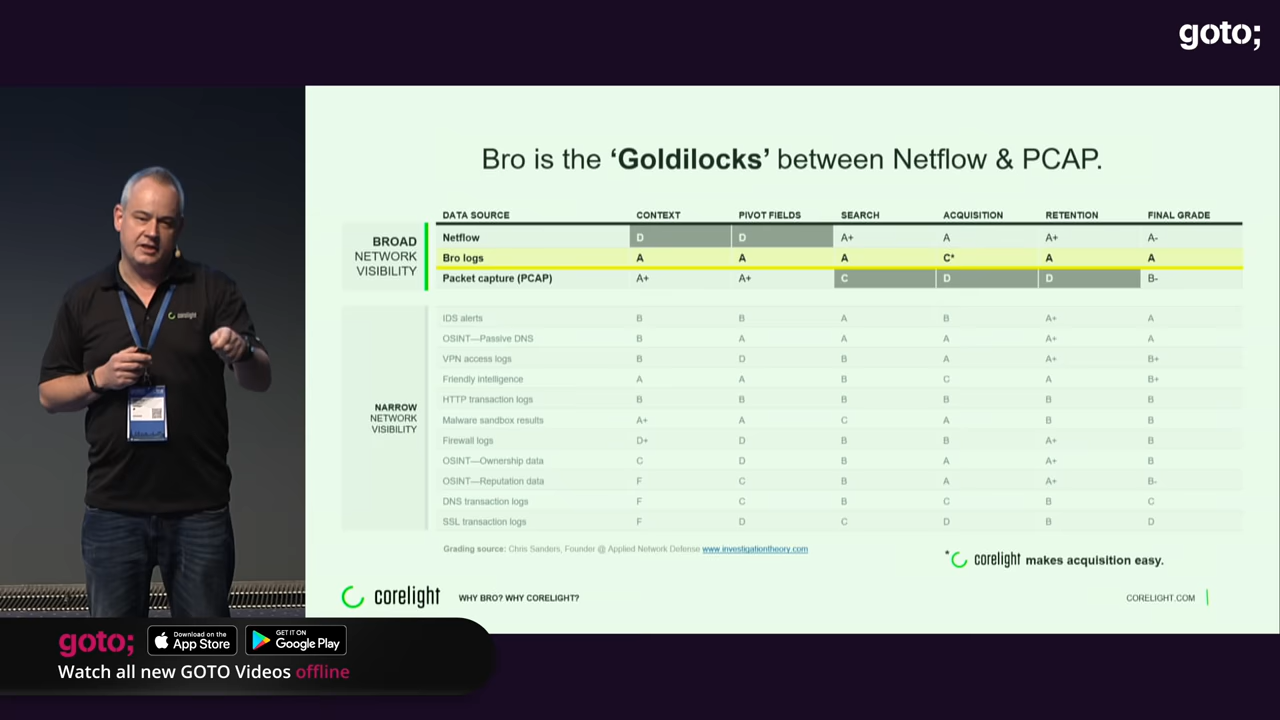 goto;
Bro is the ‘Goldilocks’ between Netflow & PCAP.
DATA SOURCE CONTEXT PIVOT FIELDS SEARCH ACQUISITION RETENTION FINAL GRADE
BROAD
NETWORK
VISIBILITY
Netflow D D A+ A A+ A-
Bro logs A A A C* A A
Packet capture (PCAP) A+ A+ C D D B-
NARROW
NETWORK
VISIBILITY
IDS alerts B B A B A+ A
OSINT—Passive DNS B A A A A+ A
VPN access logs B D B A A+ B+
Friendly intelligence A A B C A B+
HTTP transaction logs B B B B B B
Malware sandbox results A+ A C A B B
Firewall logs D+ D B B A+ B
OSINT—Ownership data C D B A A+ B
OSINT—Reputation data F C B A A+ B-
DNS transaction logs F C B C B C
SSL transaction logs F D C D B D
Grading source: Chris Sanders, Founder @ Applied Network Defense www.investigationtheory.com
* corelight makes acquisition easy.
corelight WHY BRO? WHY CORELIGHT? CORELIGHT.COM
corelight
goto; Download on the App Store GET IT ON Google Play
Watch all new GOTO Videos offline